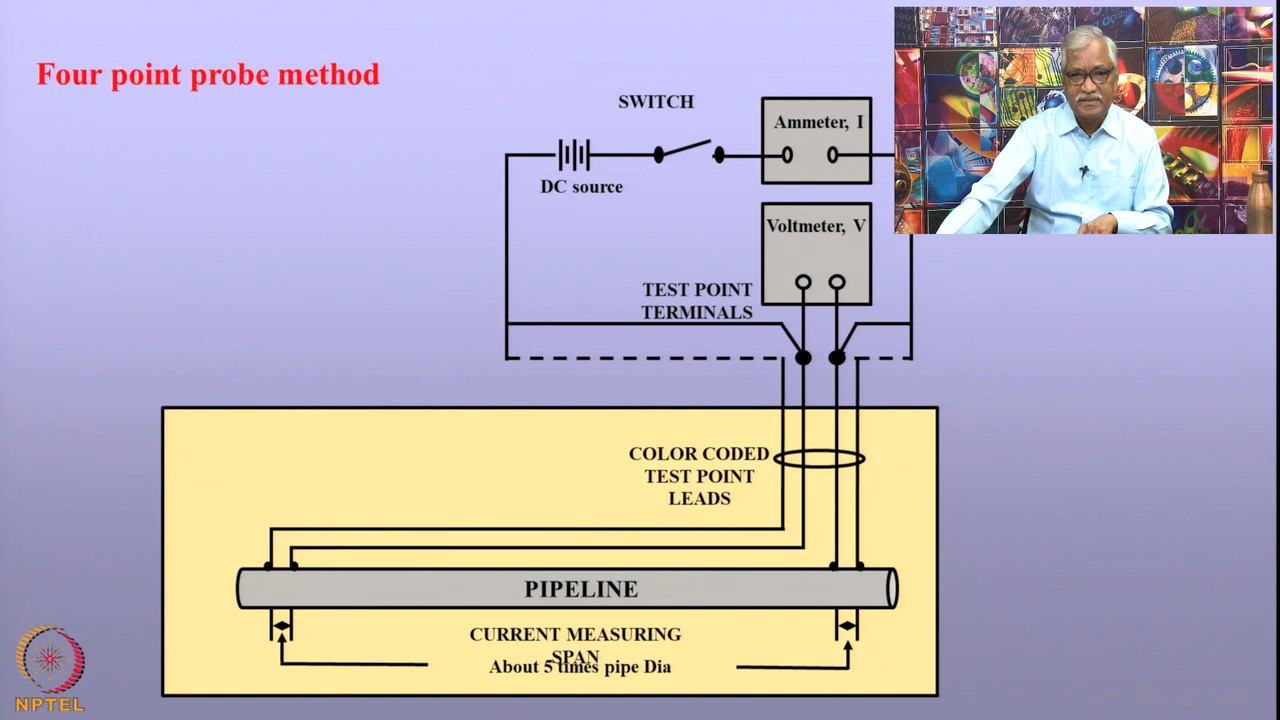 Four point probe method
SWITCH
Ammeter, I
DC source
Voltmeter, V
TEST POINT
TERMINALS
COLOR CODED
TEST POINT
LEADS
PIPELINE
CURRENT MEASURING
SPAN
About 5 times pipe Dia
NPTEL